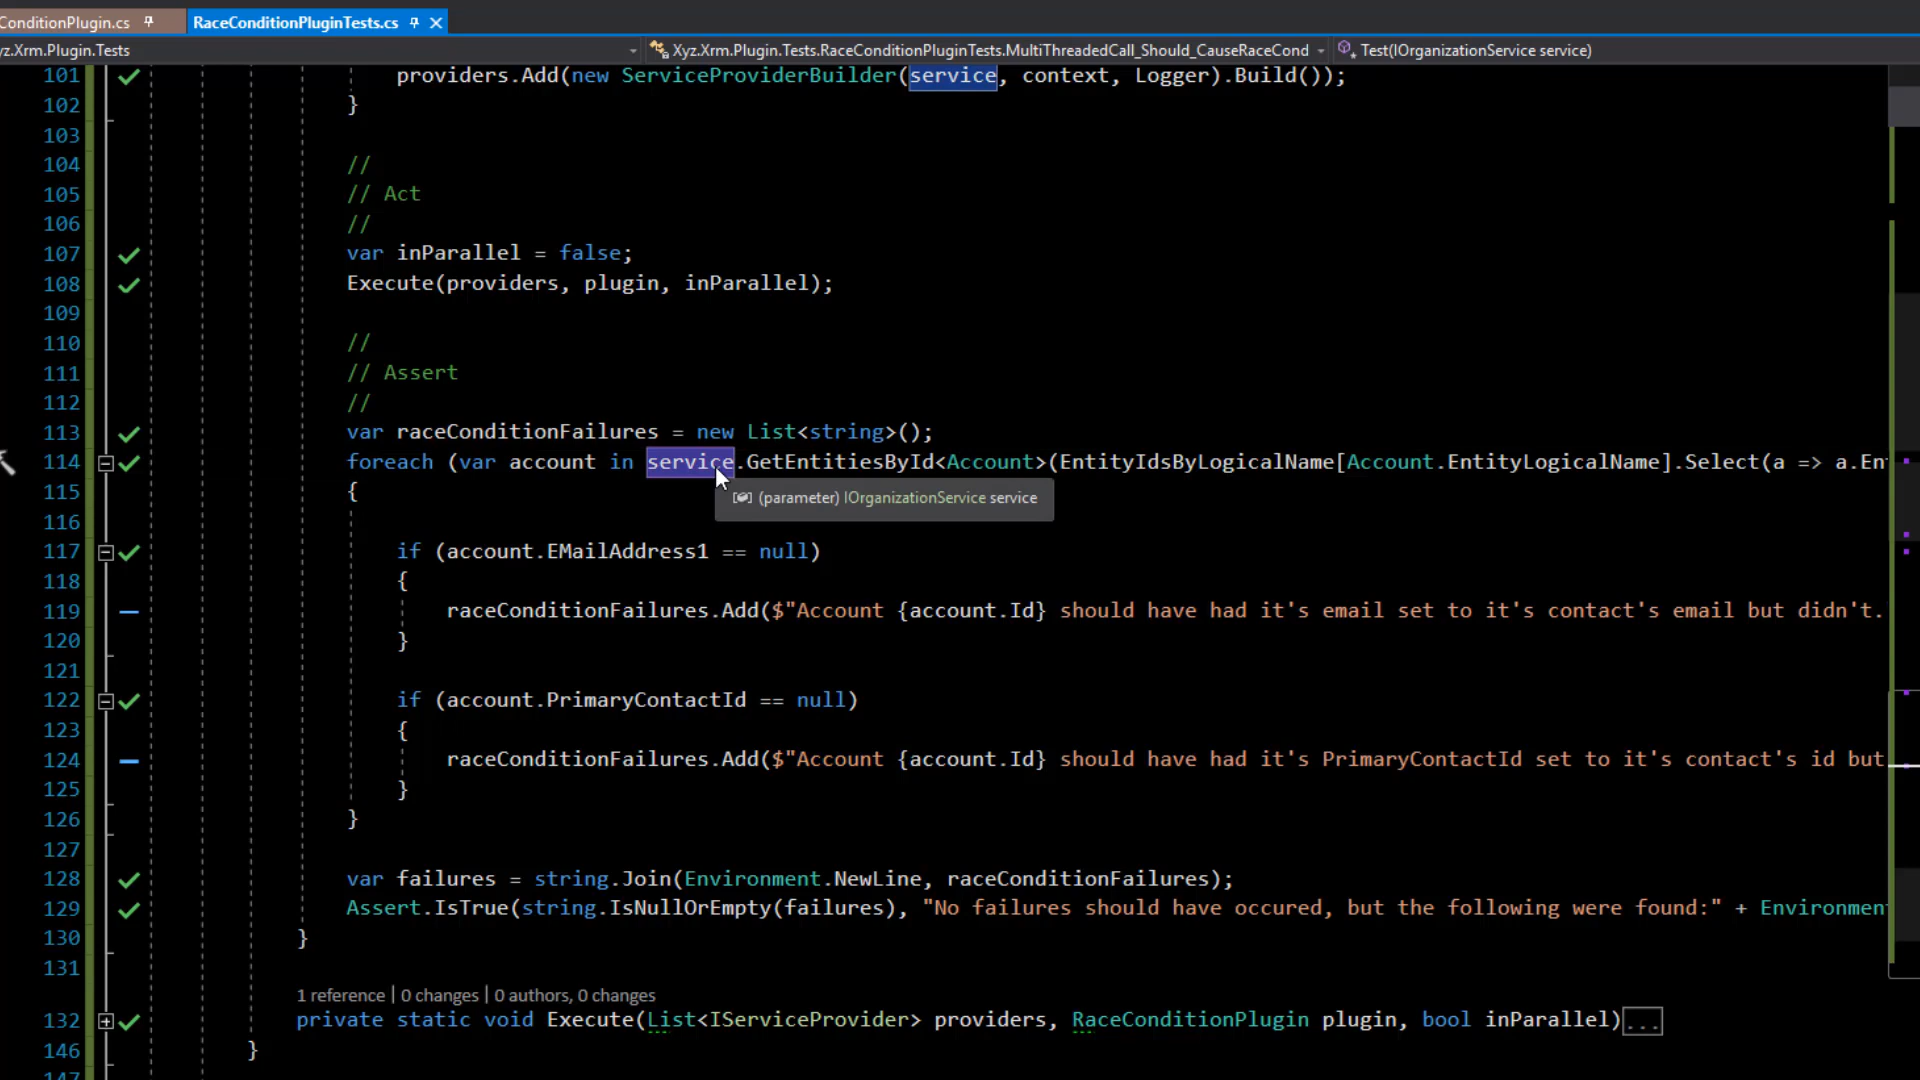 ConditionPlugin.cs RaceConditionPluginTests.cs
yz.Xrm.Plugin.Tests Xyz.Xrm.Plugin.Tests.RaceConditionPluginTests.MultiThreadedCall_Should_CauseRaceCond Test(IOrganizationService service)
101 providers.Add(new ServiceProviderBuilder(service, context, Logger).Build());
102 }
103
104 //
105 // Act
106 //
107 var inParallel = false;
108 Execute(providers, plugin, inParallel);
109
110 //
111 // Assert
112 //
113 var raceConditionFailures = new List<string>();
114 foreach (var account in service.GetEntitiesById<Account>(EntityIdsByLogicalName[Account.EntityLogicalName].Select(a => a.En
115 {
(parameter) IOrganizationService service
116
117 if (account.EMailAddress1 == null)
118 {
119 raceConditionFailures.Add($"Account {account.Id} should have had it's email set to it's contact's email but didn't.
120 }
121
122 if (account.PrimaryContactId == null)
123 {
124 raceConditionFailures.Add($"Account {account.Id} should have had it's PrimaryContactId set to it's contact's id but
125 }
126 }
127
128 var failures = string.Join(Environment.NewLine, raceConditionFailures);
129 Assert.IsTrue(string.IsNullOrEmpty(failures), "No failures should have occured, but the following were found:" + Environmen
130 }
131
1 reference | 0 changes | 0 authors, 0 changes
132 private static void Execute(List<IServiceProvider> providers, RaceConditionPlugin plugin, bool inParallel)...
146 }
147